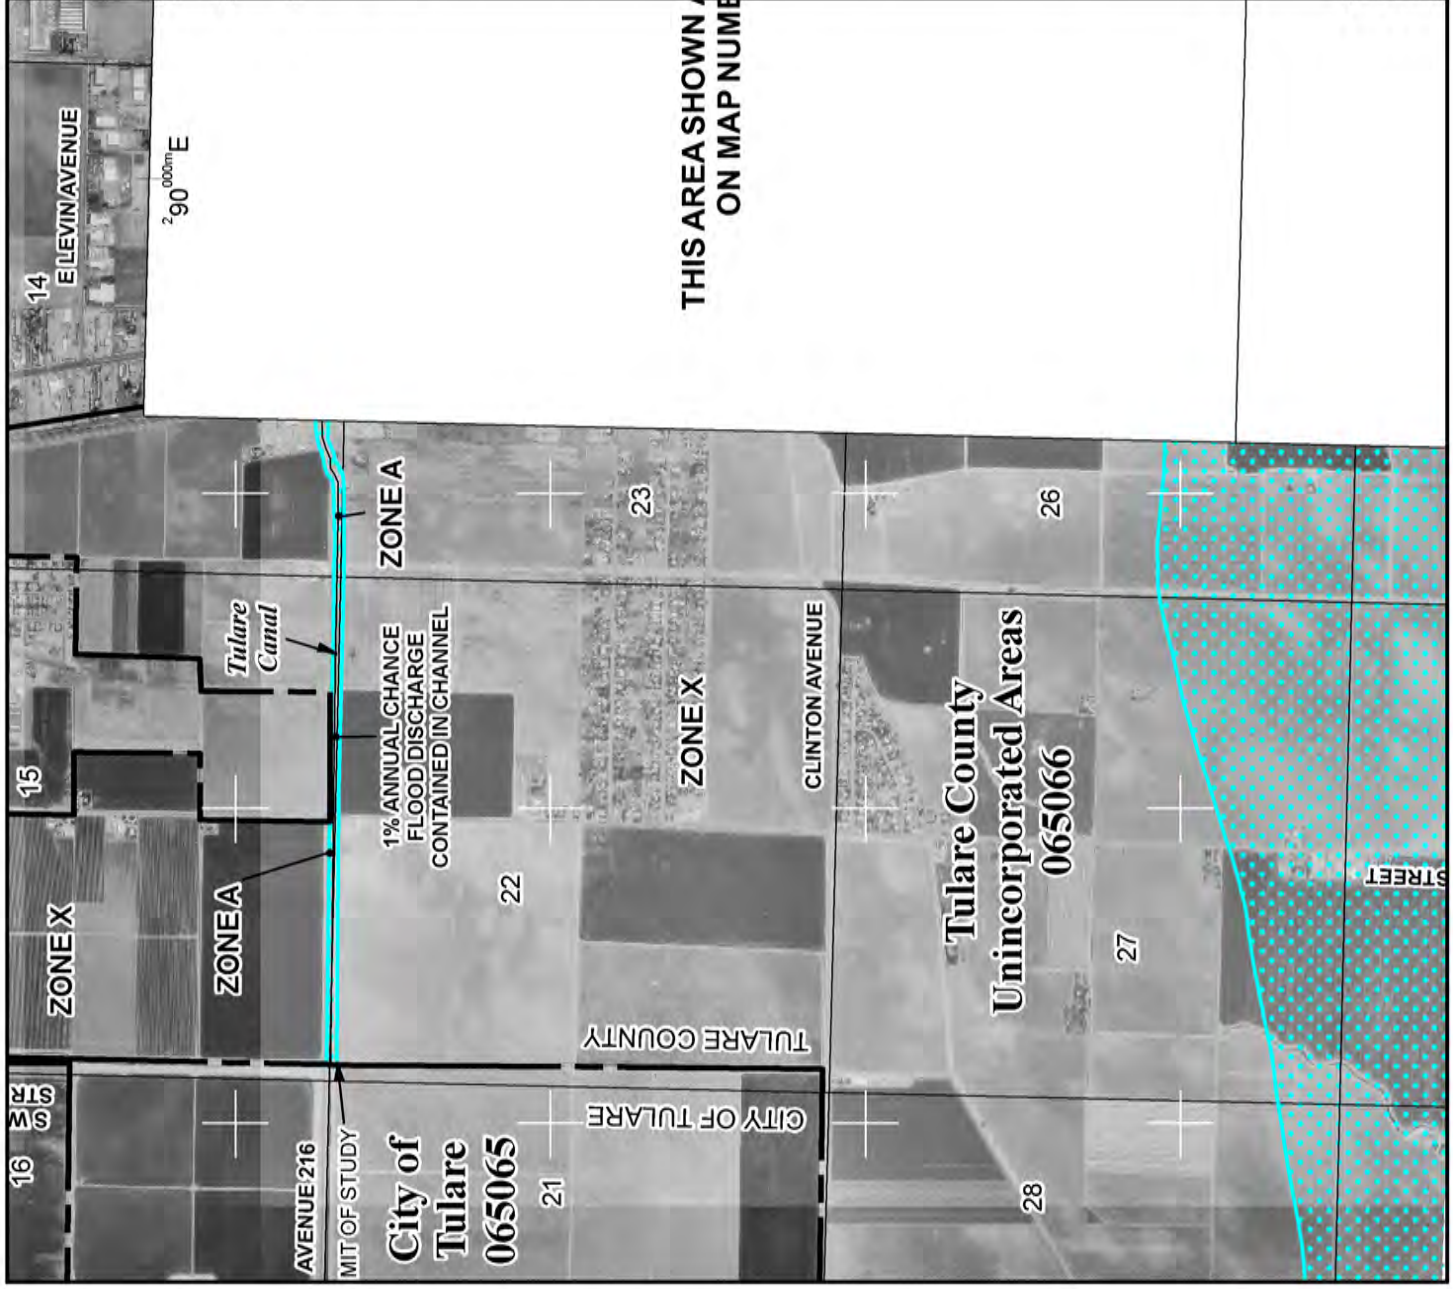 14
E LEVIN AVENUE
²90⁰⁰⁰ᵐE
THIS AREA SHOWN
ON MAP
ZONE A
23
26
Tulare
Canal
1% ANNUAL CHANCE
FLOOD DISCHARGE
CONTAINED IN CHANNEL
15
ZONE X
CLINTON AVENUE
Tulare County
Unincorporated Areas
065066
ZONE X
ZONE A
22
27
STREET
TULARE COUNTY
CITY OF TULARE
S W
STR
16
AVENUE 216
MIT OF STUDY
City of
Tulare
065065
21
28